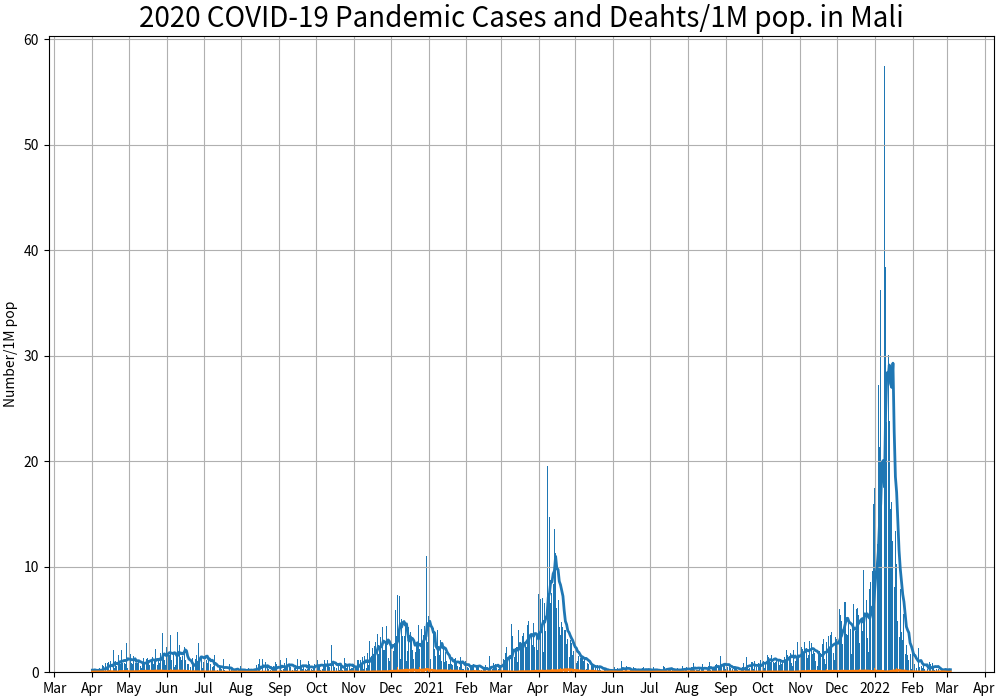 2020 COVID-19 Pandemic Cases and Deahts/1M pop. in Mali
Number/1M pop
60
50
40
30
20
10
0
Mar Apr May Jun Jul Aug Sep Oct Nov Dec 2021 Feb Mar Apr May Jun Jul Aug Sep Oct Nov Dec 2022 Feb Mar Apr